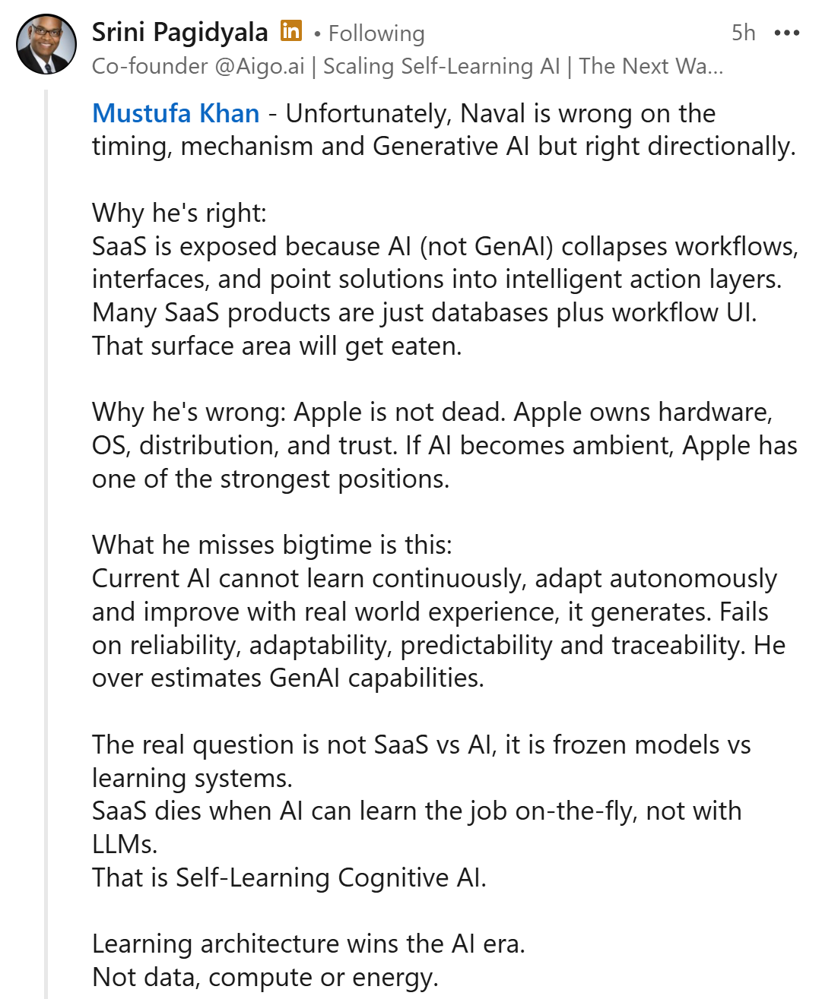 Srini Pagidyala in • Following 5h •••
Co-founder @Aigo.ai | Scaling Self-Learning AI | The Next Wa...
Mustufa Khan - Unfortunately, Naval is wrong on the
timing, mechanism and Generative AI but right directionally.
Why he's right:
SaaS is exposed because AI (not GenAI) collapses workflows,
interfaces, and point solutions into intelligent action layers.
Many SaaS products are just databases plus workflow UI.
That surface area will get eaten.
Why he's wrong: Apple is not dead. Apple owns hardware,
OS, distribution, and trust. If AI becomes ambient, Apple has
one of the strongest positions.
What he misses bigtime is this:
Current AI cannot learn continuously, adapt autonomously
and improve with real world experience, it generates. Fails
on reliability, adaptability, predictability and traceability. He
over estimates GenAI capabilities.
The real question is not SaaS vs AI, it is frozen models vs
learning systems.
SaaS dies when AI can learn the job on-the-fly, not with
LLMs.
That is Self-Learning Cognitive AI.
Learning architecture wins the AI era.
Not data, compute or energy.